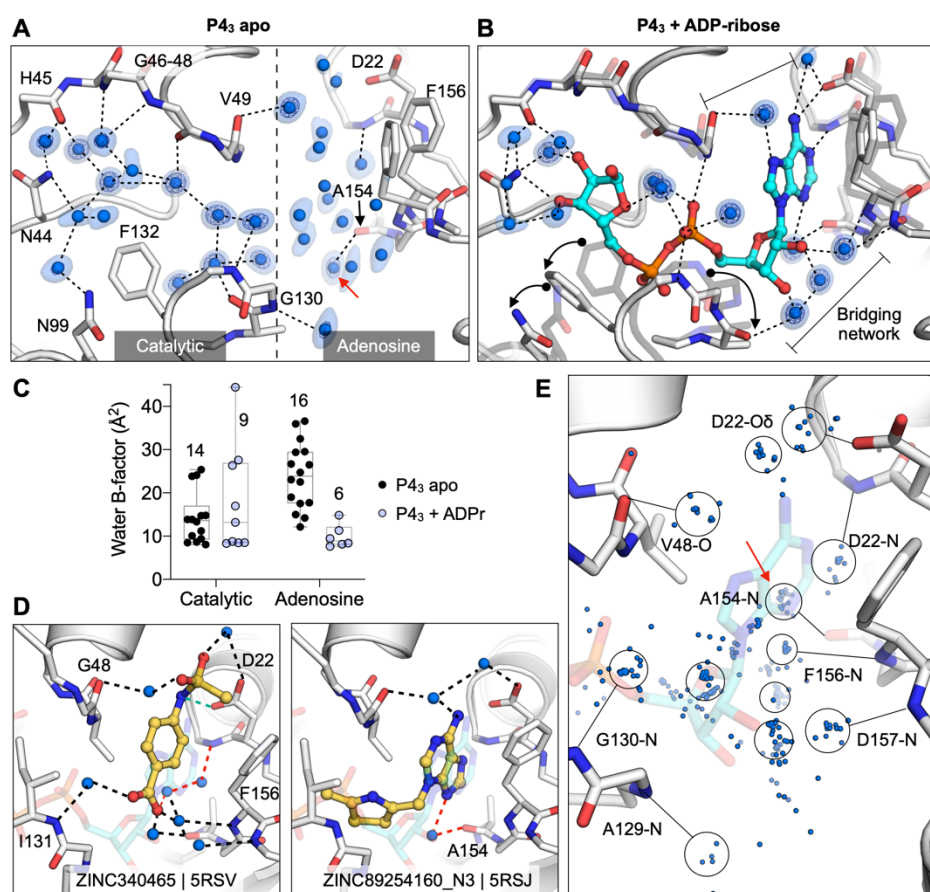 A
P4₃ apo
H45
G46-48
V49
D22
F156
A154
N44
F132
G130
N99
Catalytic
Adenosine
B
P4₃ + ADP-ribose
Bridging
network
C
Water B-factor (Å²)
40
30
20
10
0
14
9
16
6
P4₃ apo
P4₃ + ADPr
Catalytic
Adenosine
D
G48
D22
I131
F156
ZINC340465 | 5RSV
A154
ZINC89254160_N3 | 5RSJ
E
D22-Oδ
V48-O
D22-N
A154-N
F156-N
G130-N
D157-N
A129-N